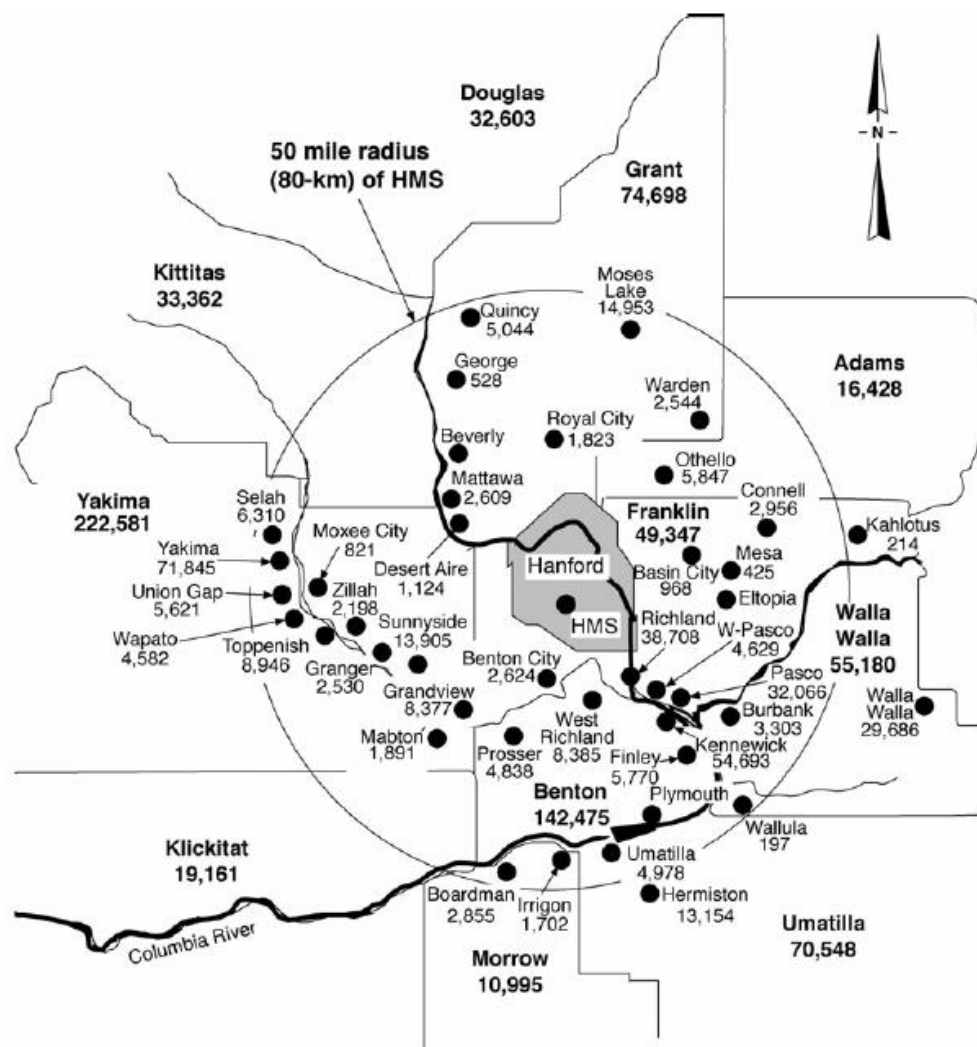 Douglas
32,603
50 mile radius
(80-km) of HMS
Grant
74,698
- N -
Kittitas
33,362
Moses
Lake
14,953
Quincy
5,044
Adams
16,428
George
528
Warden
2,544
Royal City
1,823
Beverly
Othello
5,847
Mattawa
2,609
Yakima
222,581
Selah
6,310
Franklin
49,347
Connell
2,956
Kahlotus
214
Moxee City
821
Yakima
71,845
Desert Aire
1,124
Hanford
Basin City
968
Mesa
425
Union Gap
5,621
Zillah
2,198
Eltopia
HMS
Richland
38,708
Walla
Walla
55,180
Wapato
4,582
Sunnyside
13,905
W-Pasco
4,629
Toppenish
8,946
Granger
2,530
Benton City
2,624
Pasco
32,066
Grandview
8,377
West
Richland
8,385
Burbank
3,303
Walla
Walla
29,686
Mabton
1,891
Prosser
4,838
Finley
5,770
Kennewick
54,693
Benton
142,475
Plymouth
Wallula
197
Klickitat
19,161
Umatilla
4,978
Boardman
2,855
Irrigon
1,702
Hermiston
13,154
Umatilla
70,548
Columbia River
Morrow
10,995